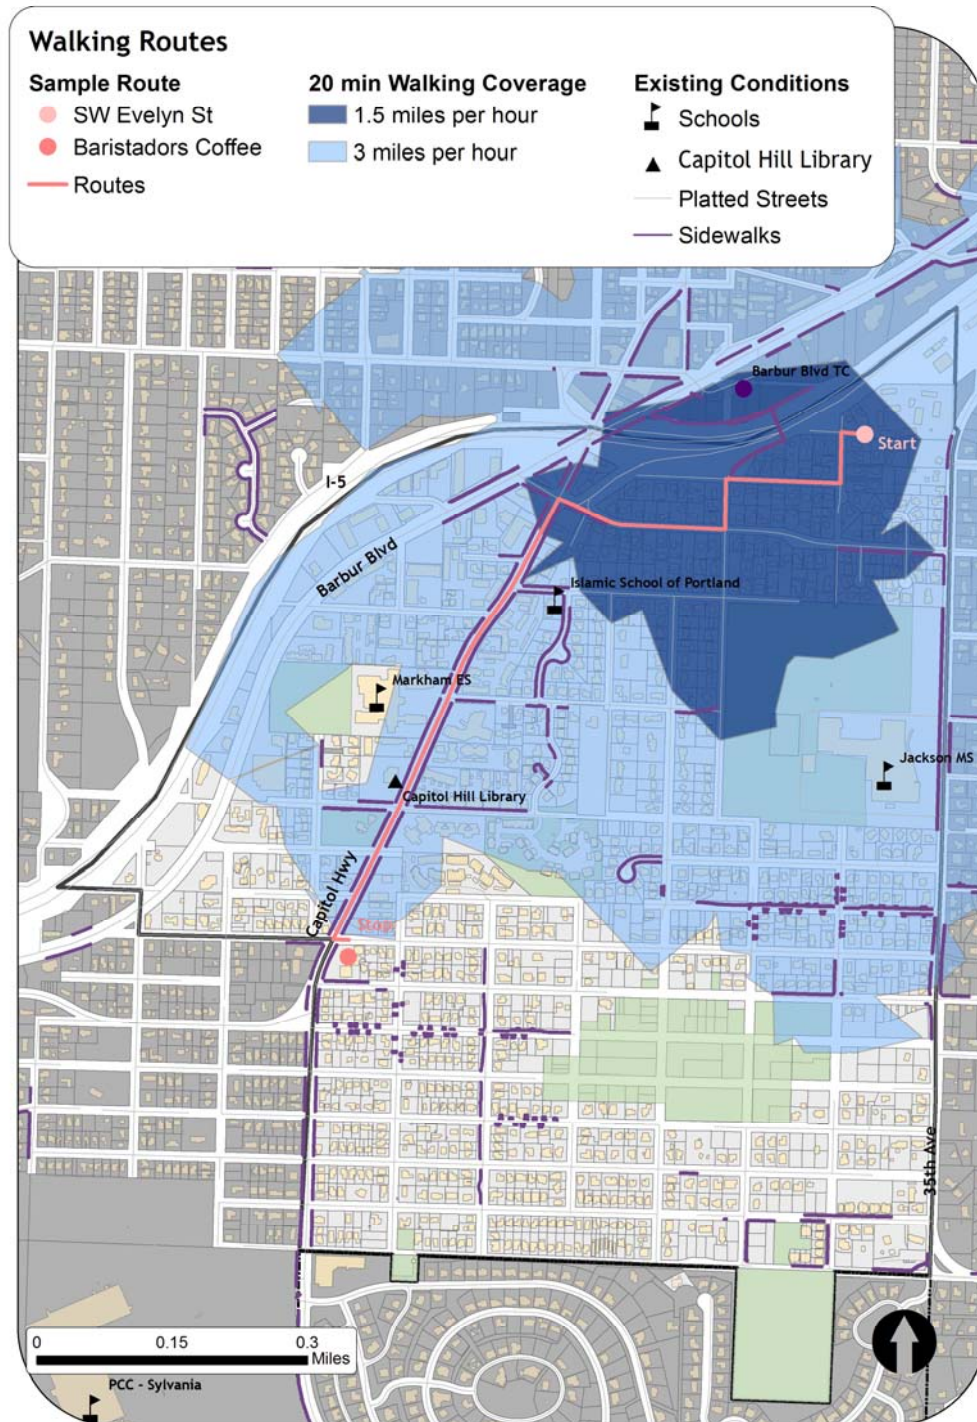 Walking Routes
Sample Route
SW Evelyn St
Baristadors Coffee
Routes
20 min Walking Coverage
1.5 miles per hour
3 miles per hour
Existing Conditions
Schools
Capitol Hill Library
Platted Streets
Sidewalks
Barbur Blvd TC
Start
I-5
Barbur Blvd
Islamic School of Portland
Markham ES
Jackson MS
Capitol Hill Library
Capitol Hwy
Stop
35th Ave
0 0.15 0.3
Miles
PCC - Sylvania